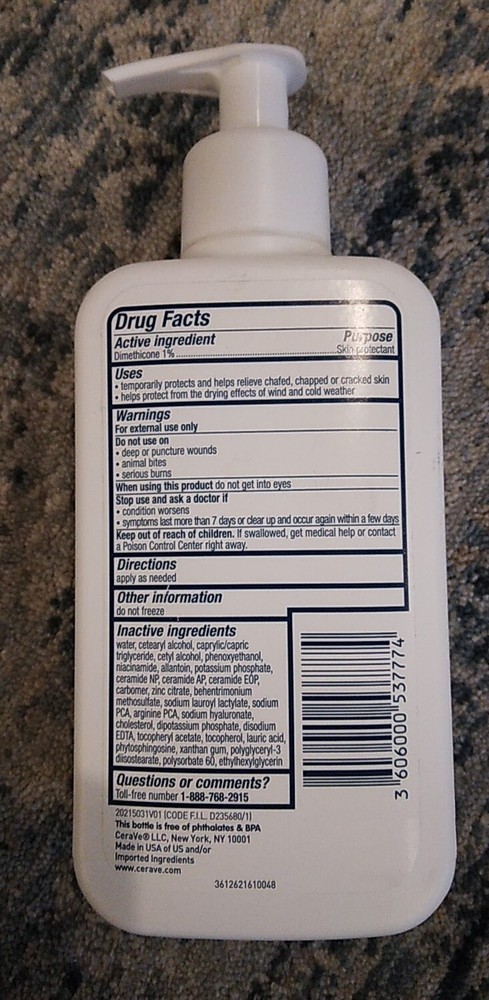 Drug Facts
Active ingredient Purpose
Dimethicone 1%........................................................Skin protectant
Uses
• temporarily protects and helps relieve chafed, chapped or cracked skin
• helps protect from the drying effects of wind and cold weather
Warnings
For external use only
Do not use on
• deep or puncture wounds
• animal bites
• serious burns
When using this product do not get into eyes
Stop use and ask a doctor if
• condition worsens
• symptoms last more than 7 days or clear up and occur again within a few days
Keep out of reach of children. If swallowed, get medical help or contact
a Poison Control Center right away.
Directions
apply as needed
Other information
do not freeze
Inactive ingredients
water, cetearyl alcohol, caprylic/capric
triglyceride, cetyl alcohol, phenoxyethanol,
niacinamide, allantoin, potassium phosphate,
ceramide NP, ceramide AP, ceramide EOP,
carbomer, zinc citrate, behentrimonium
methosulfate, sodium lauroyl lactylate, sodium
PCA, arginine PCA, sodium hyaluronate,
cholesterol, dipotassium phosphate, disodium
EDTA, tocopheryl acetate, tocopherol, lauric acid,
phytosphingosine, xanthan gum, polyglyceryl-3
diisostearate, polysorbate 60, ethylhexylglycerin
Questions or comments?
Toll-free number 1-888-768-2915
3 606000 537774
20215031V01 (CODE F.I.L. D235680/1)
This bottle is free of phthalates & BPA
CeraVe® LLC, New York, NY 10001
Made in USA of US and/or
Imported Ingredients
www.cerave.com
3612621610048